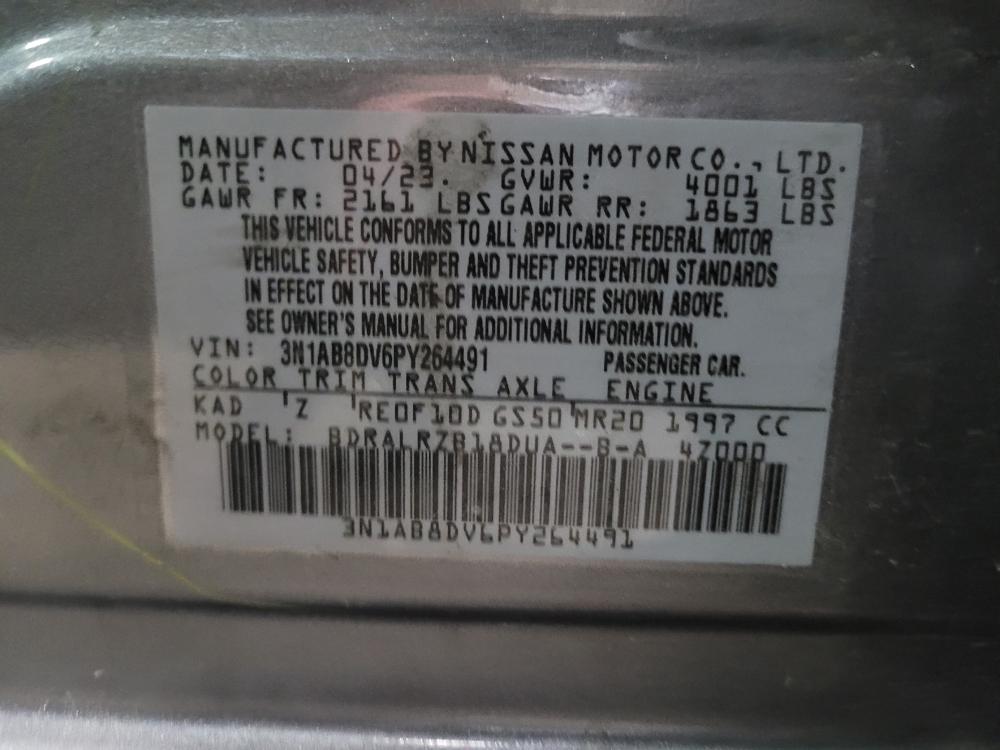 MANUFACTURED BY NISSAN MOTOR CO., LTD.
DATE: 04/23. GVWR: 4001 LBS
GAWR FR: 2161 LBS GAWR RR: 1863 LBS
THIS VEHICLE CONFORMS TO ALL APPLICABLE FEDERAL MOTOR
VEHICLE SAFETY, BUMPER AND THEFT PREVENTION STANDARDS
IN EFFECT ON THE DATE OF MANUFACTURE SHOWN ABOVE.
SEE OWNER'S MANUAL FOR ADDITIONAL INFORMATION.
VIN: 3N1AB8DV6PY264491 PASSENGER CAR.
COLOR TRIM TRANS AXLE ENGINE
KAD 'Z 'RE0F10D GS50'MR20 1997 CC
MODEL: BDRALRZB18DUA--B-A 4Z000
3N1AB8DV6PY264491